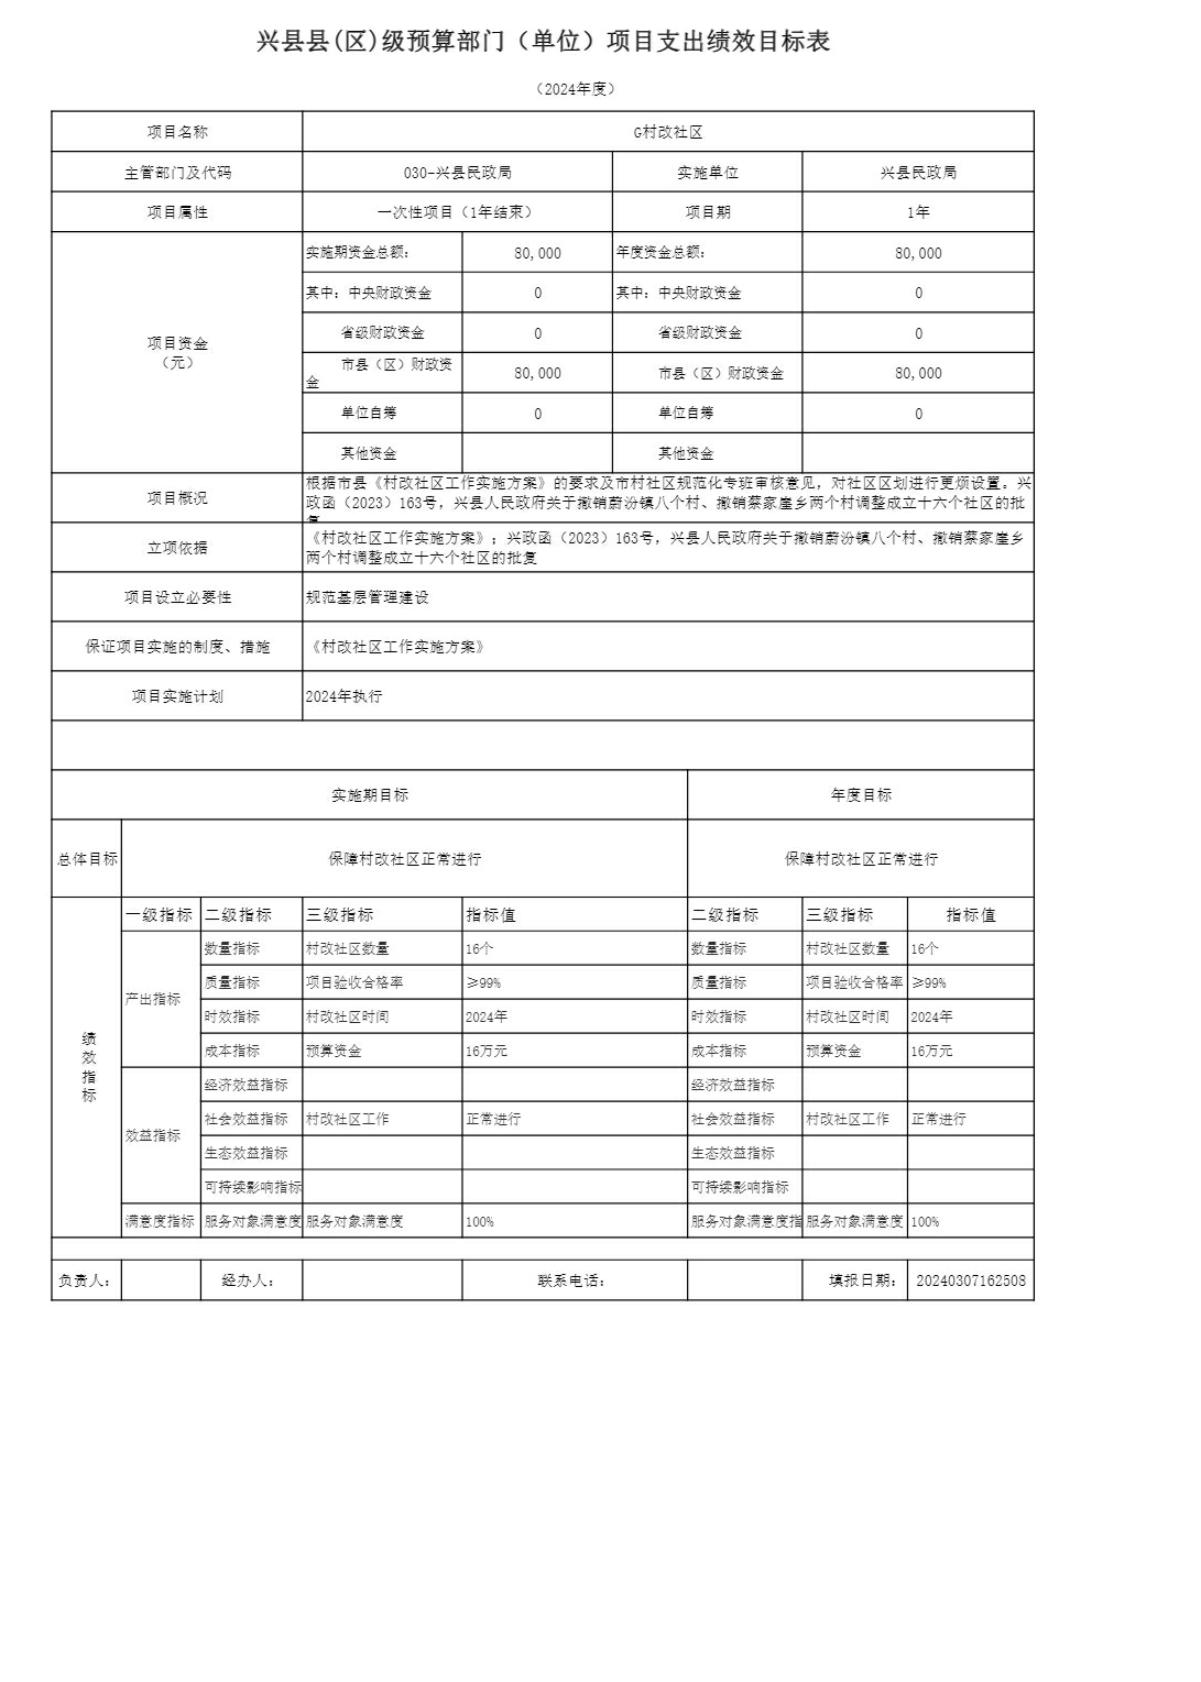 兴县县(区)级预算部门（单位）项目支出绩效目标表
（2024年度）
项目名称 G村改社区
主管部门及代码 030-兴县民政局 实施单位 兴县民政局
项目属性 一次性项目（1年结束） 项目期 1年
项目资金
（元）
实施期资金总额： 80,000 年度资金总额： 80,000
其中：中央财政资金 0 其中：中央财政资金 0
省级财政资金 0 省级财政资金 0
市县（区）财政资
金 80,000 市县（区）财政资金 80,000
单位自筹 0 单位自筹 0
其他资金 其他资金
项目概况 根据市县《村改社区工作实施方案》的要求及市村社区规范化专班审核意见，对社区区划进行更烦设置。兴
政函（2023）163号，兴县人民政府关于撤销蔚汾镇八个村、撤销蔡家崖乡两个村调整成立十六个社区的批
立项依据 《村改社区工作实施方案》；兴政函（2023）163号，兴县人民政府关于撤销蔚汾镇八个村、撤销蔡家崖乡
两个村调整成立十六个社区的批复
项目设立必要性 规范基层管理建设
保证项目实施的制度、措施 《村改社区工作实施方案》
项目实施计划 2024年执行
实施期目标 年度目标
总体目标 保障村改社区正常进行 保障村改社区正常进行
绩效指标
一级指标 二级指标 三级指标 指标值 二级指标 三级指标 指标值
产出指标
数量指标 村改社区数量 16个 数量指标 村改社区数量 16个
质量指标 项目验收合格率 ≥99% 质量指标 项目验收合格率 ≥99%
时效指标 村改社区时间 2024年 时效指标 村改社区时间 2024年
成本指标 预算资金 16万元 成本指标 预算资金 16万元
效益指标
经济效益指标 经济效益指标
社会效益指标 村改社区工作 正常进行 社会效益指标 村改社区工作 正常进行
生态效益指标 生态效益指标
可持续影响指标 可持续影响指标
满意度指标 服务对象满意度 服务对象满意度 100% 服务对象满意度指 服务对象满意度 100%
负责人： 经办人： 联系电话： 填报日期： 20240307162508